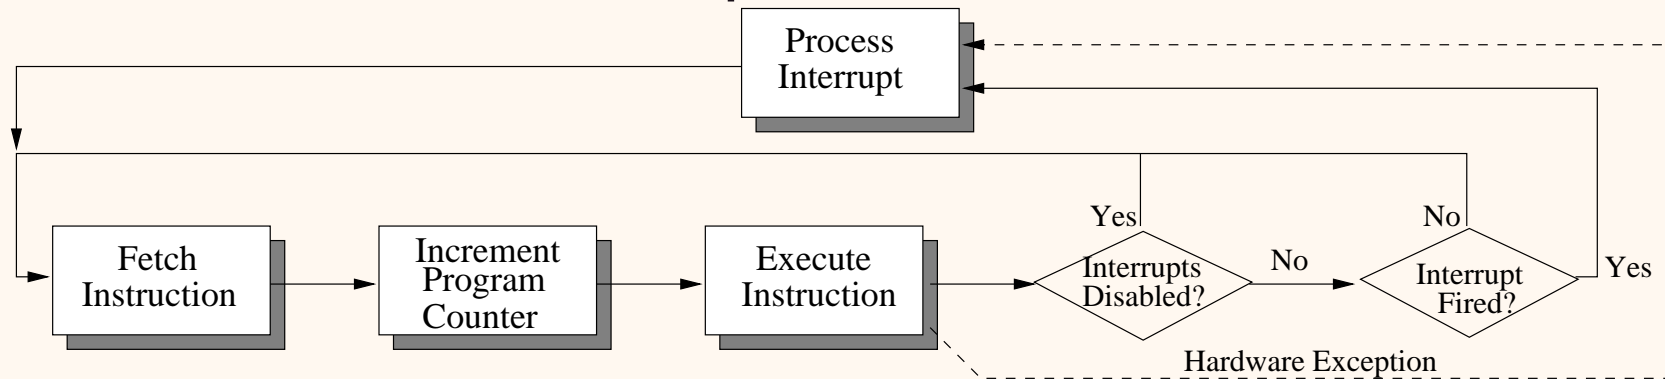 Process
Interrupt
Yes
No
Fetch
Instruction
Increment
Program
Counter
Execute
Instruction
Interrupts
Disabled?
No
Interrupt
Fired?
Yes
Hardware Exception